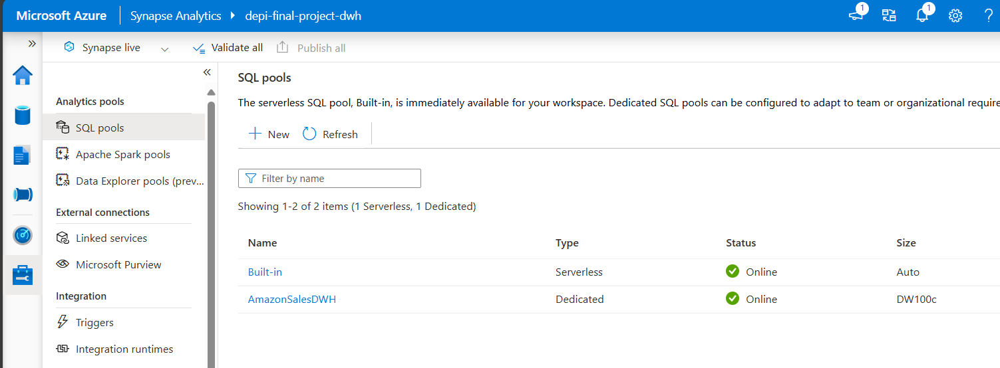 Microsoft Azure Synapse Analytics depi-final-project-dwh 1 1 ?
Synapse live Validate all Publish all
Analytics pools
SQL pools
Apache Spark pools
Data Explorer pools (prev...
External connections
Linked services
Microsoft Purview
Integration
Triggers
Integration runtimes
SQL pools
The serverless SQL pool, Built-in, is immediately available for your workspace. Dedicated SQL pools can be configured to adapt to team or organizational require
New Refresh
Filter by name
Showing 1-2 of 2 items (1 Serverless, 1 Dedicated)
Name Type Status Size
Built-in Serverless Online Auto
AmazonSalesDWH Dedicated Online DW100c